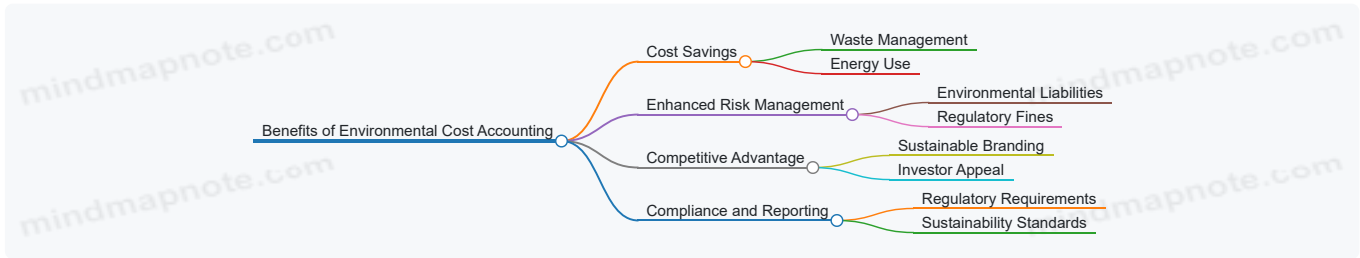 mindmapnote.com
mindmapnote.com
Benefits of Environmental Cost Accounting
Cost Savings
Waste Management
Energy Use
Enhanced Risk Management
Environmental Liabilities
Regulatory Fines
Competitive Advantage
Sustainable Branding
Investor Appeal
Compliance and Reporting
Regulatory Requirements
Sustainability Standards
mindmapnote.com
mindmapnote.com